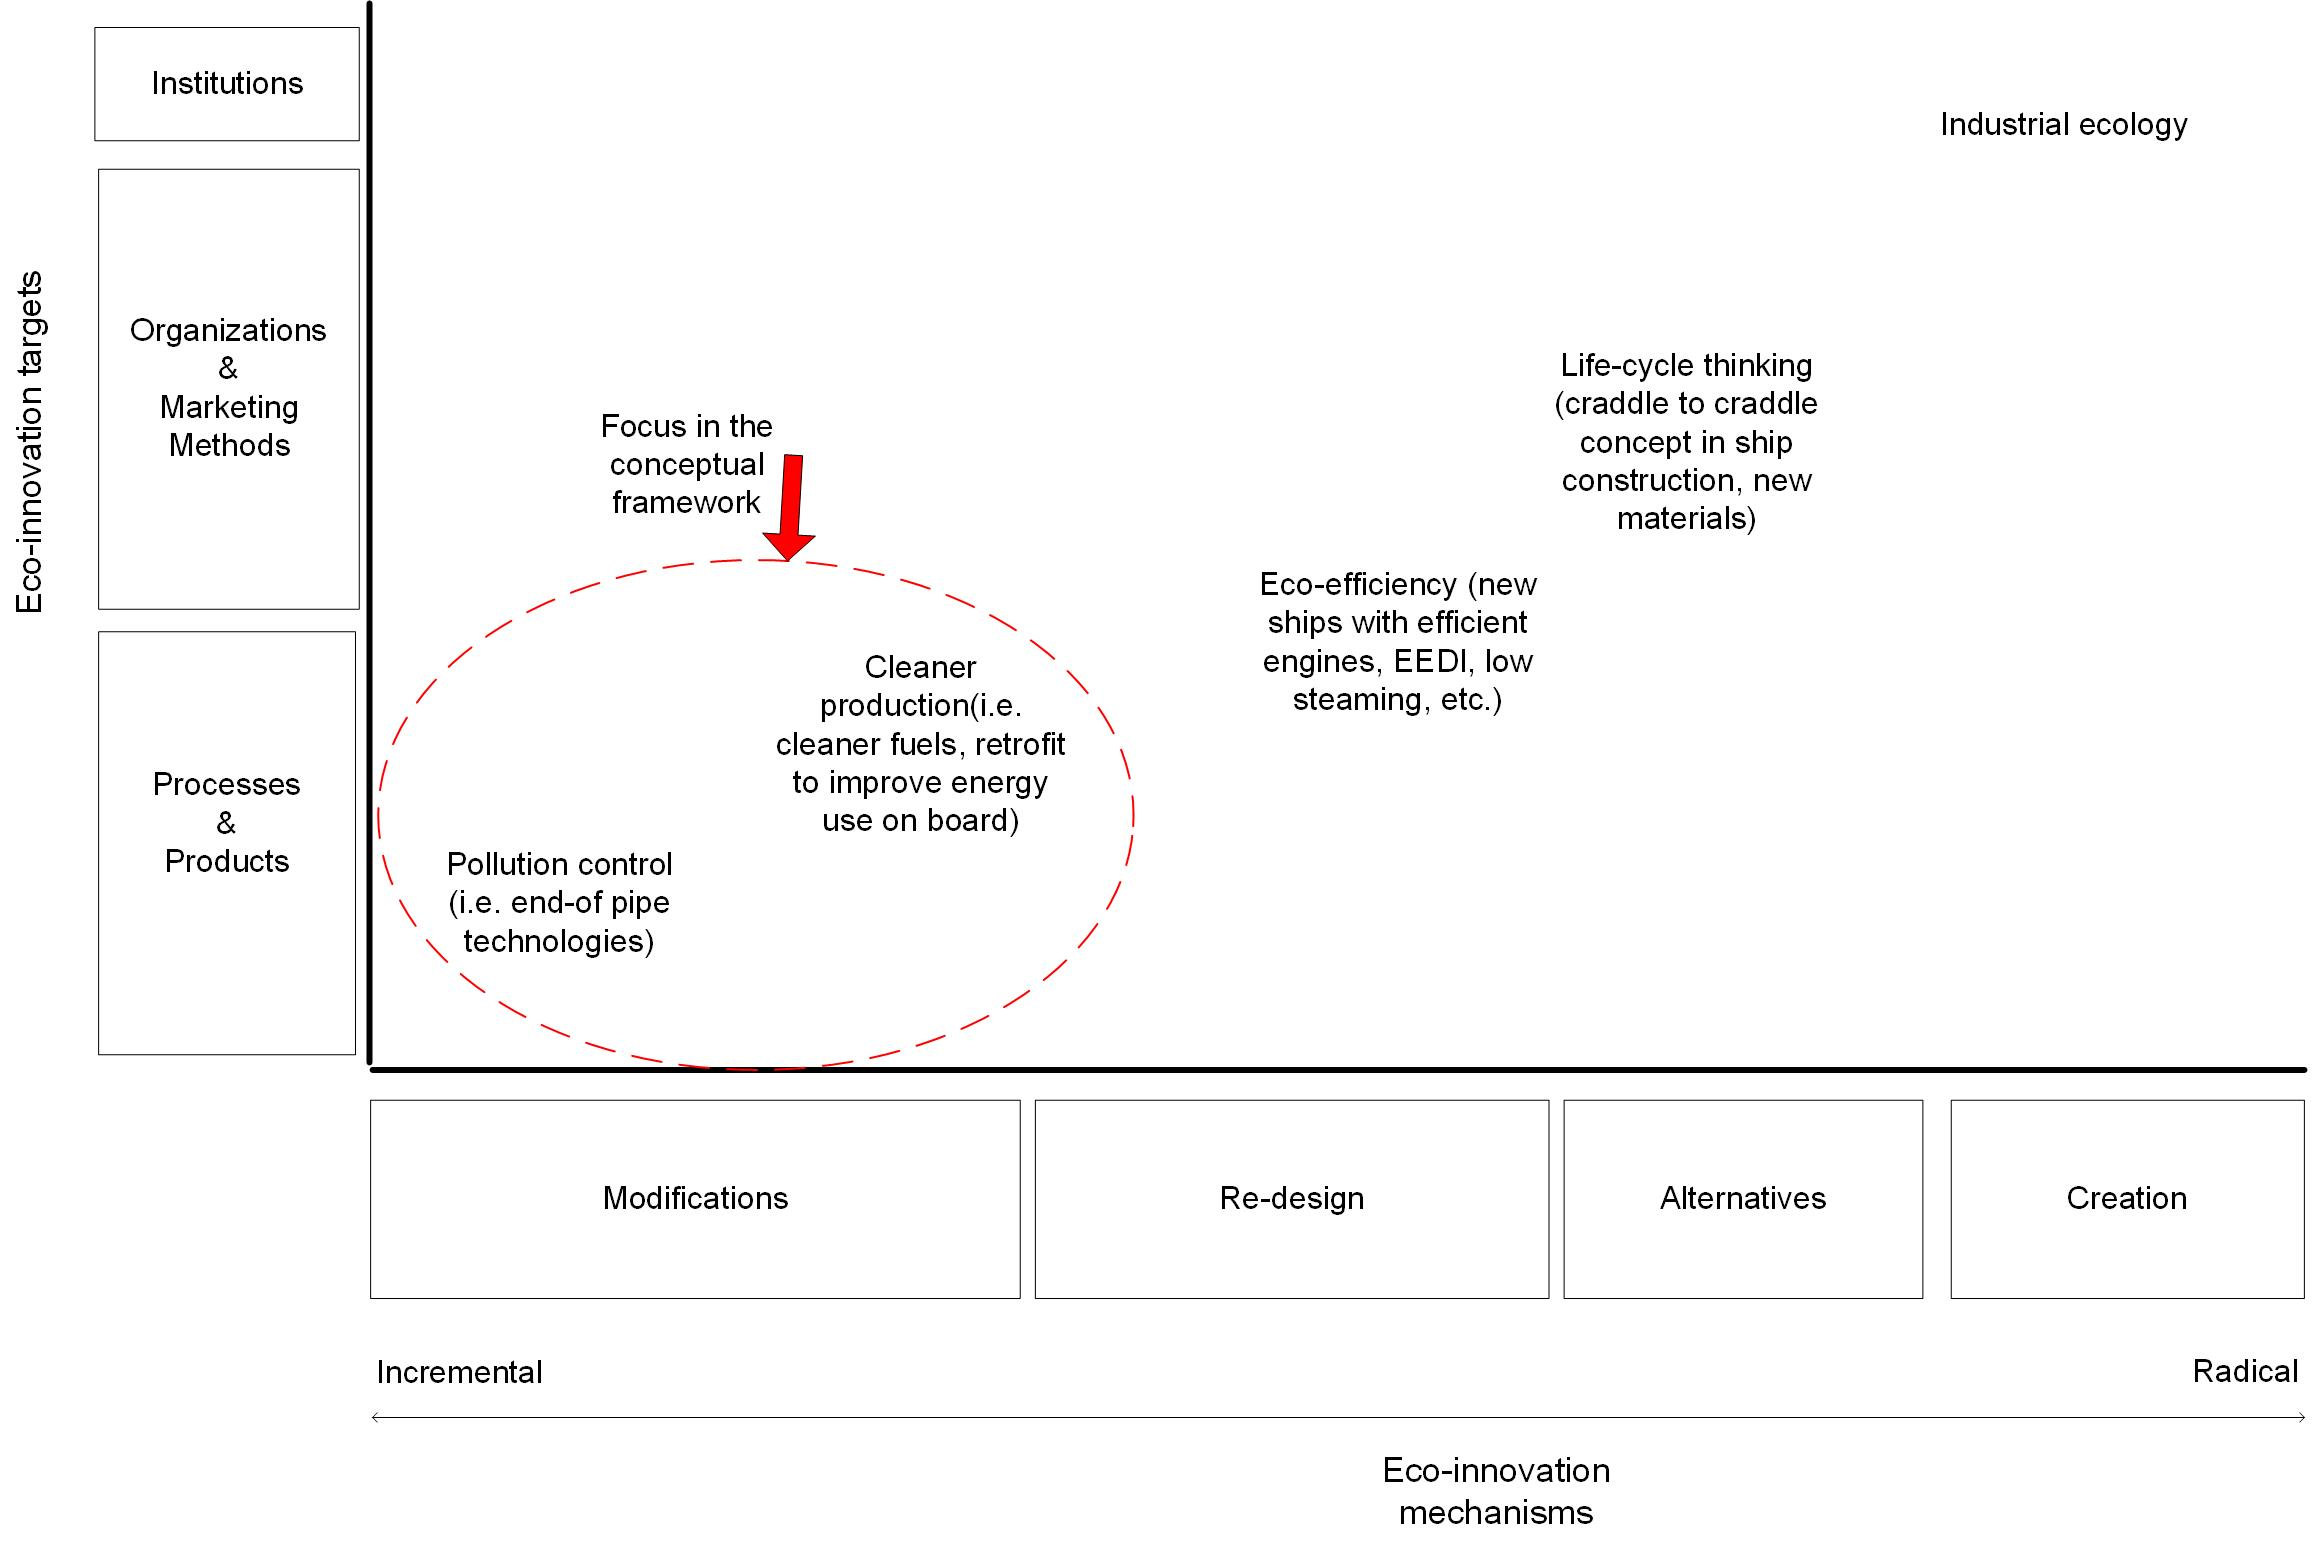 Institutions
Industrial ecology
Eco-innovation targets
Organizations
&
Marketing
Methods
Life-cycle thinking
(craddle to craddle
concept in ship
construction, new
materials)
Focus in the
conceptual
framework
Eco-efficiency (new
ships with efficient
engines, EEDI, low
steaming, etc.)
Cleaner
production(i.e.
cleaner fuels, retrofit
to improve energy
use on board)
Processes
&
Products
Pollution control
(i.e. end-of pipe
technologies)
Modifications
Re-design
Alternatives
Creation
Incremental
Radical
Eco-innovation
mechanisms